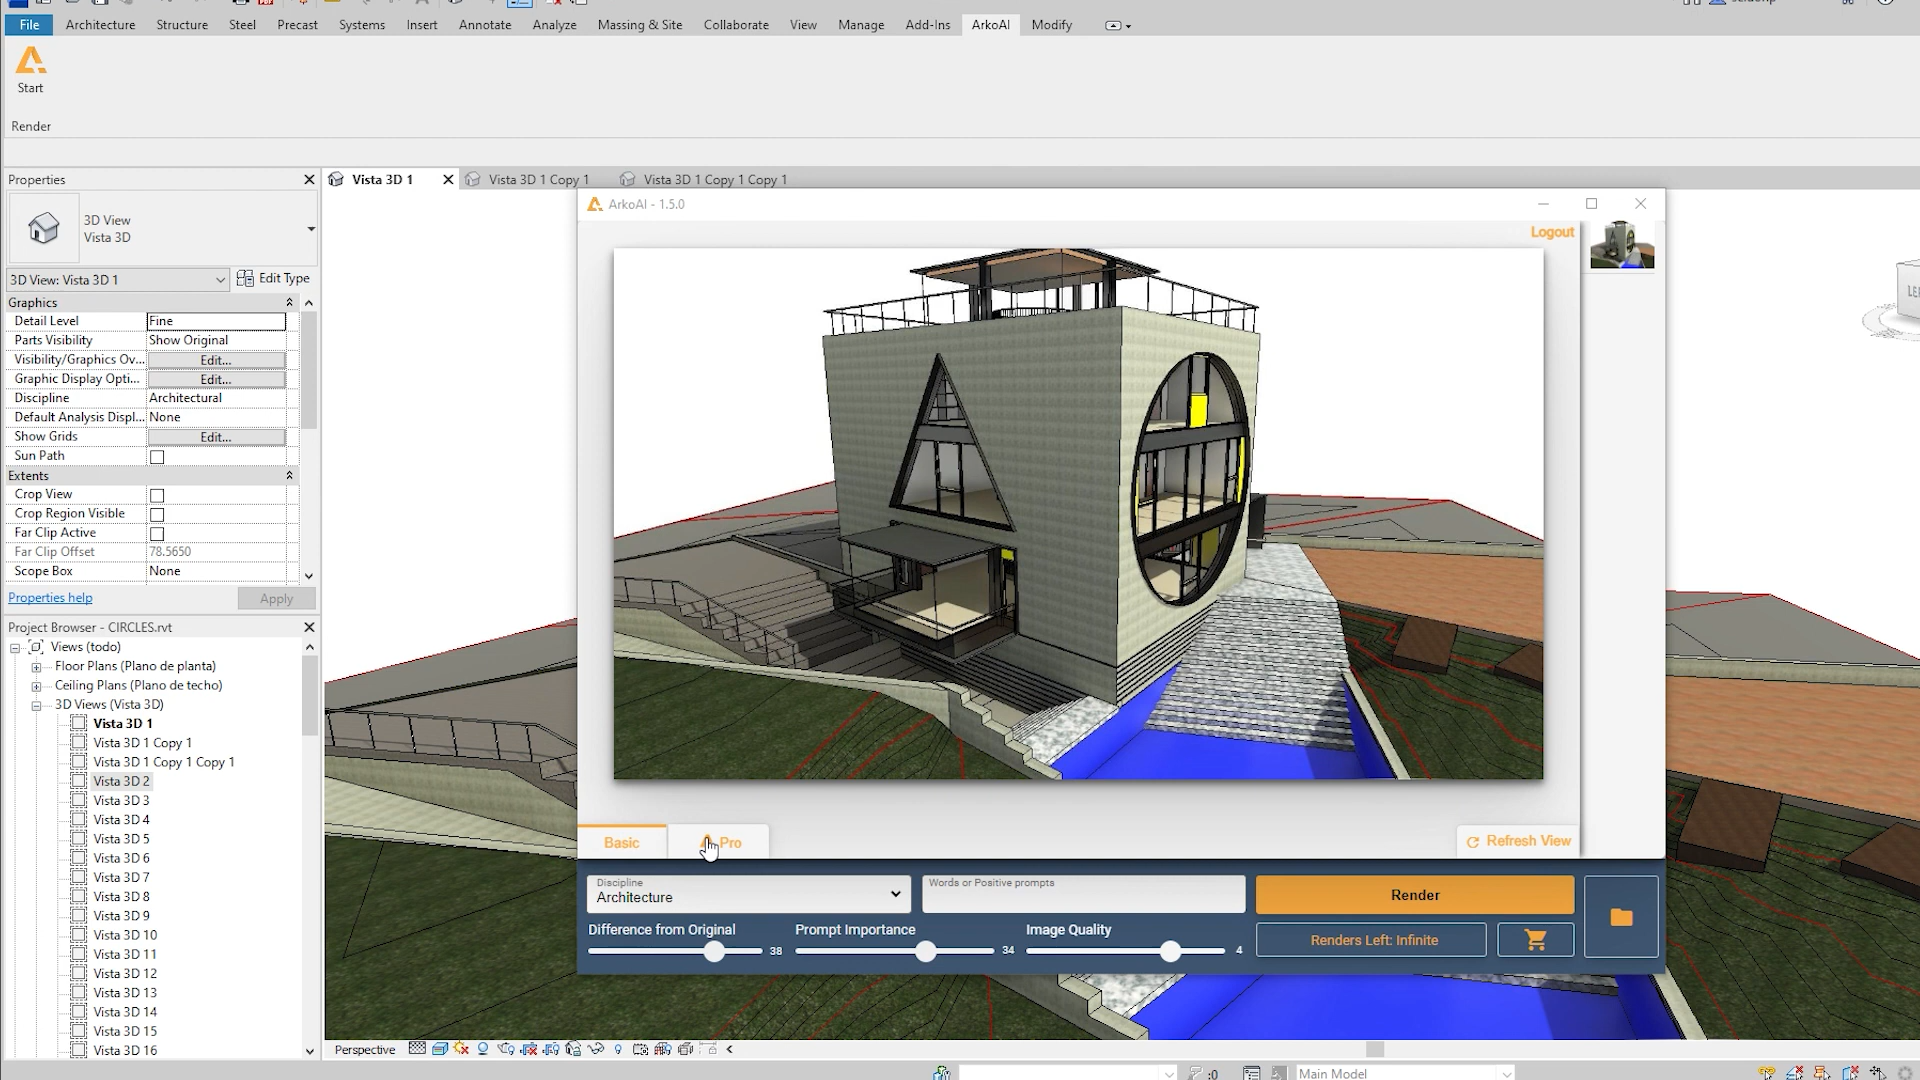 File Architecture Structure Steel Precast Systems Insert Annotate Analyze Massing & Site Collaborate View Manage Add-Ins ArkoAI Modify
Start
Render
Properties
Vista 3D 1
Vista 3D 1 Copy 1
Vista 3D 1 Copy 1 Copy 1
3D View
Vista 3D
3D View: Vista 3D 1
Edit Type
Graphics
Detail Level Fine
Parts Visibility Show Original
Visibility/Graphics Ov... Edit...
Graphic Display Opti... Edit...
Discipline Architectural
Default Analysis Displ... None
Show Grids Edit...
Sun Path
Extents
Crop View
Crop Region Visible
Far Clip Active
Far Clip Offset 78.5650
Scope Box None
Properties help
Apply
Project Browser - CIRCLES.rvt
Views (todo)
Floor Plans (Plano de planta)
Ceiling Plans (Plano de techo)
3D Views (Vista 3D)
Vista 3D 1
Vista 3D 1 Copy 1
Vista 3D 1 Copy 1 Copy 1
Vista 3D 2
Vista 3D 3
Vista 3D 4
Vista 3D 5
Vista 3D 6
Vista 3D 7
Vista 3D 8
Vista 3D 9
Vista 3D 10
Vista 3D 11
Vista 3D 12
Vista 3D 13
Vista 3D 14
Vista 3D 15
Vista 3D 16
ArkoAI - 1.5.0
Logout
Basic
Pro
Refresh View
Discipline
Architecture
Words or Positive prompts
Render
Difference from Original
38
Prompt Importance
34
Image Quality
4
Renders Left: Infinite
Perspective
:0
Main Model